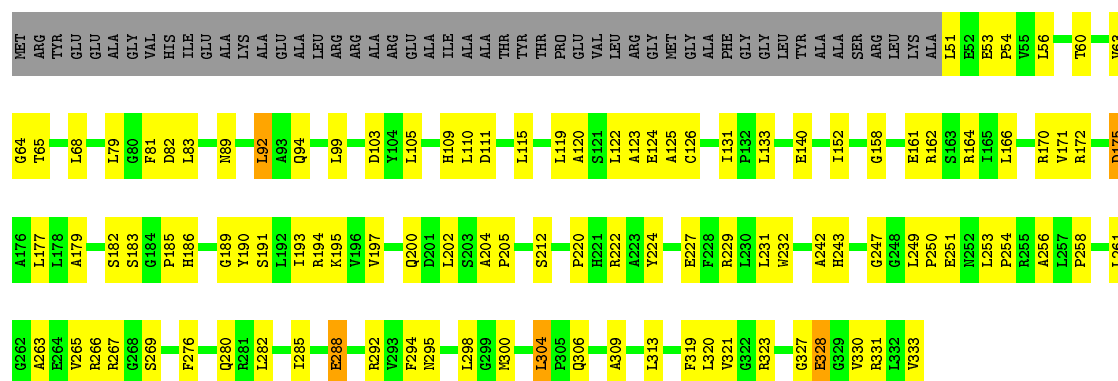 MET ARG TYR GLU GLU ALA GLY VAL HIS ILE GLU ALA LYS ALA GLU ALA LEU ARG ARG ALA ARG GLU ALA ILE ALA ALA THR TYR THR PRO GLU VAL LEU ARG GLY MET GLY ALA PHE GLY GLY LEU TYR ALA ALA SER ARG LEU LYS ALA L51 E52 E53 P54 V55 L56 T60 V63
G64 T65 L68 L79 G80 F81 D82 L83 N89 L92 A93 Q94 L99 D103 Y104 L105 H109 L110 D111 L115 L119 A120 S121 L122 A123 E124 A125 C126 I131 P132 L133 E140 I152 G158 E161 R162 S163 R164 I165 L166 R170 V171 R172 D175
A176 L177 L178 A179 S182 S183 G184 P185 H186 G189 Y190 S191 L192 I193 R194 K195 V196 V197 Q200 D201 L202 S203 A204 P205 S212 P220 H221 R222 A223 Y224 E227 F228 R229 L230 L231 W232 A242 H243 G247 G248 L249 P250 E251 N252 L253 P254 R255 A256 L257 P258 L261
G262 A263 E264 V265 R266 R267 G268 S269 F276 Q280 R281 L282 I285 E288 R292 V293 F294 N295 L298 G299 M300 L304 P305 Q306 A309 L313 F319 L320 V321 G322 R323 G327 E328 G329 V330 R331 L332 V333